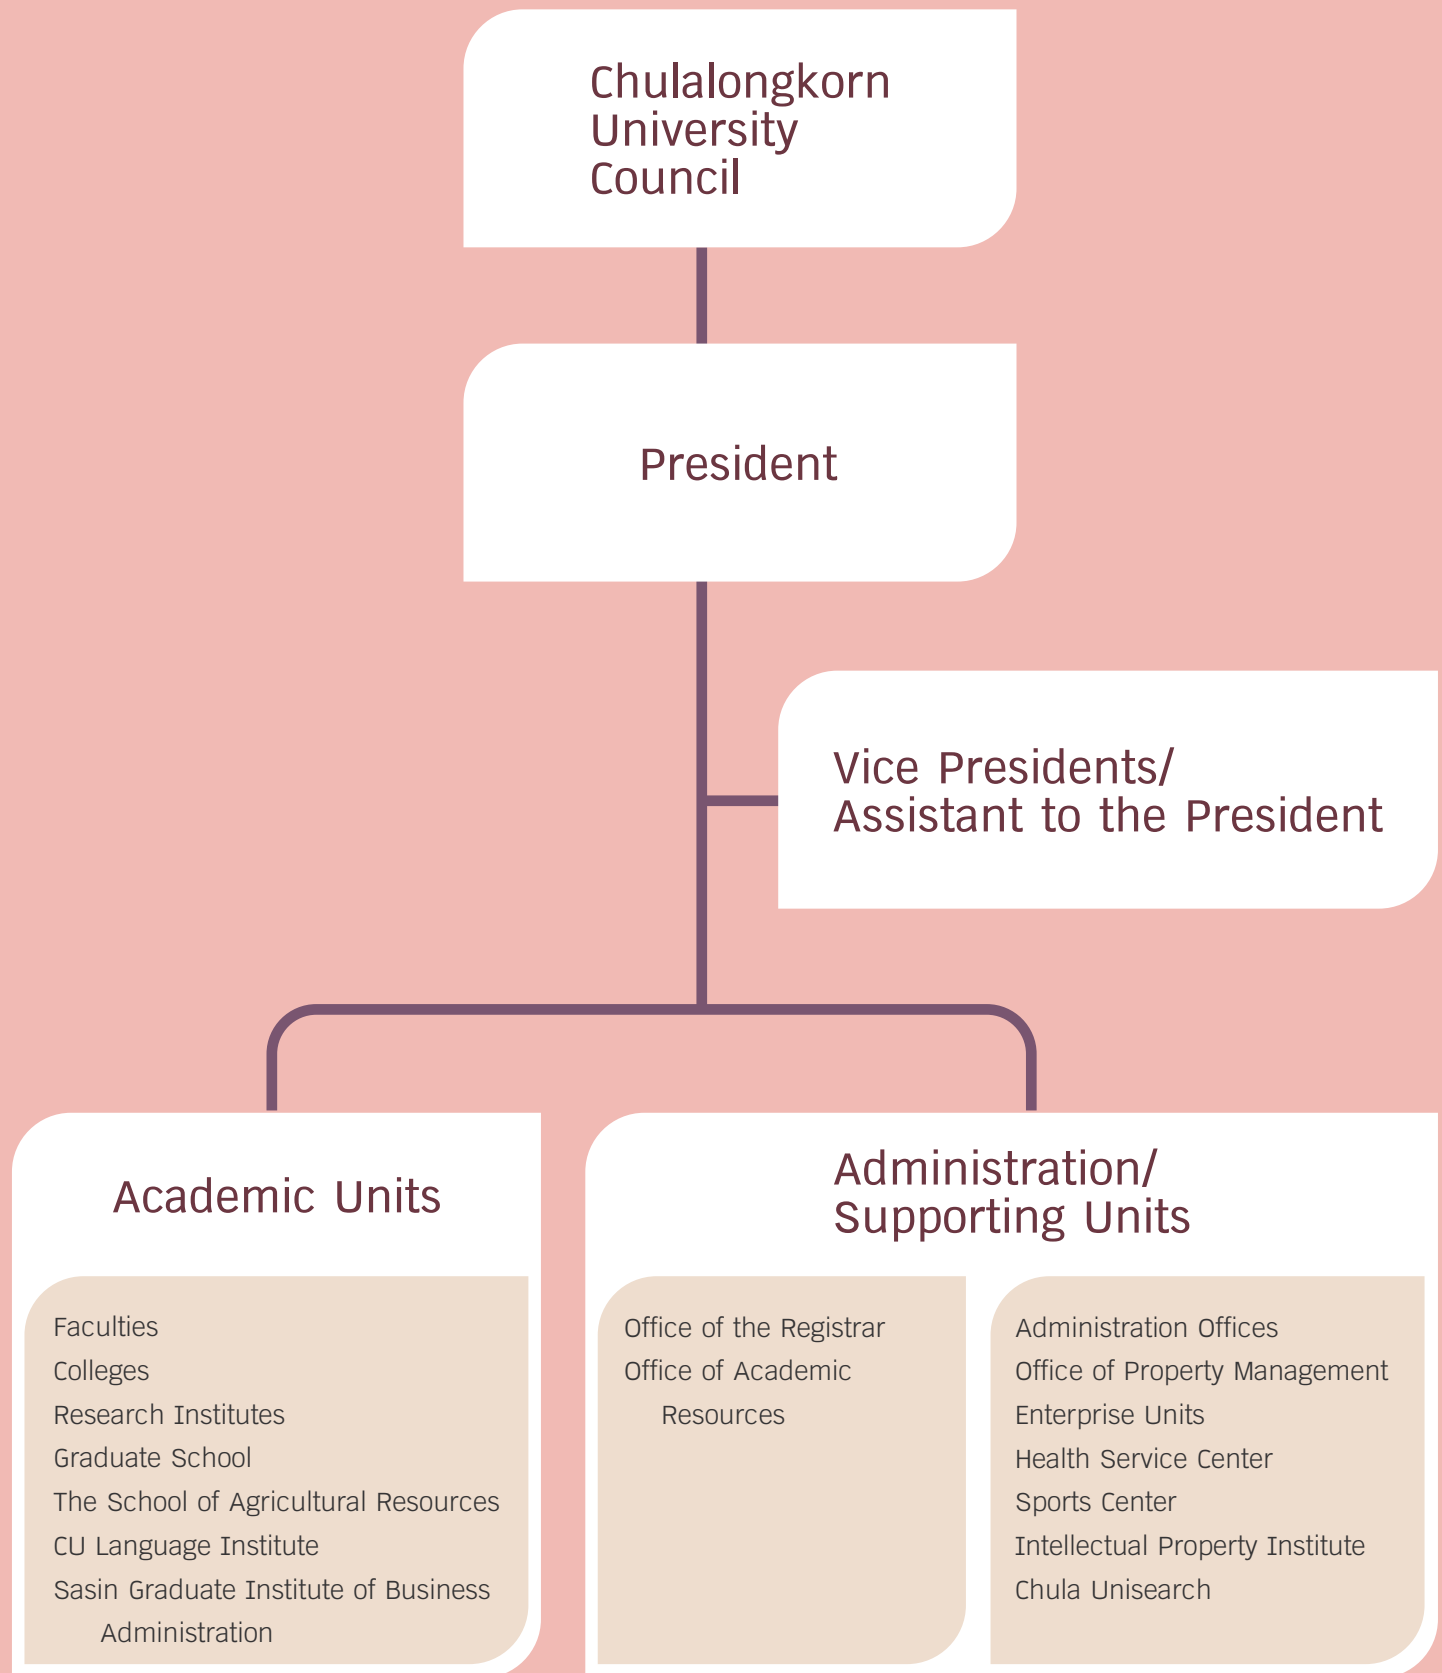 Chulalongkorn
University
Council
President
Vice Presidents/
Assistant to the President
Academic Units
Faculties
Colleges
Research Institutes
Graduate School
The School of Agricultural Resources
CU Language Institute
Sasin Graduate Institute of Business
Administration
Administration/
Supporting Units
Office of the Registrar
Office of Academic
Resources
Administration Offices
Office of Property Management
Enterprise Units
Health Service Center
Sports Center
Intellectual Property Institute
Chula Unisearch